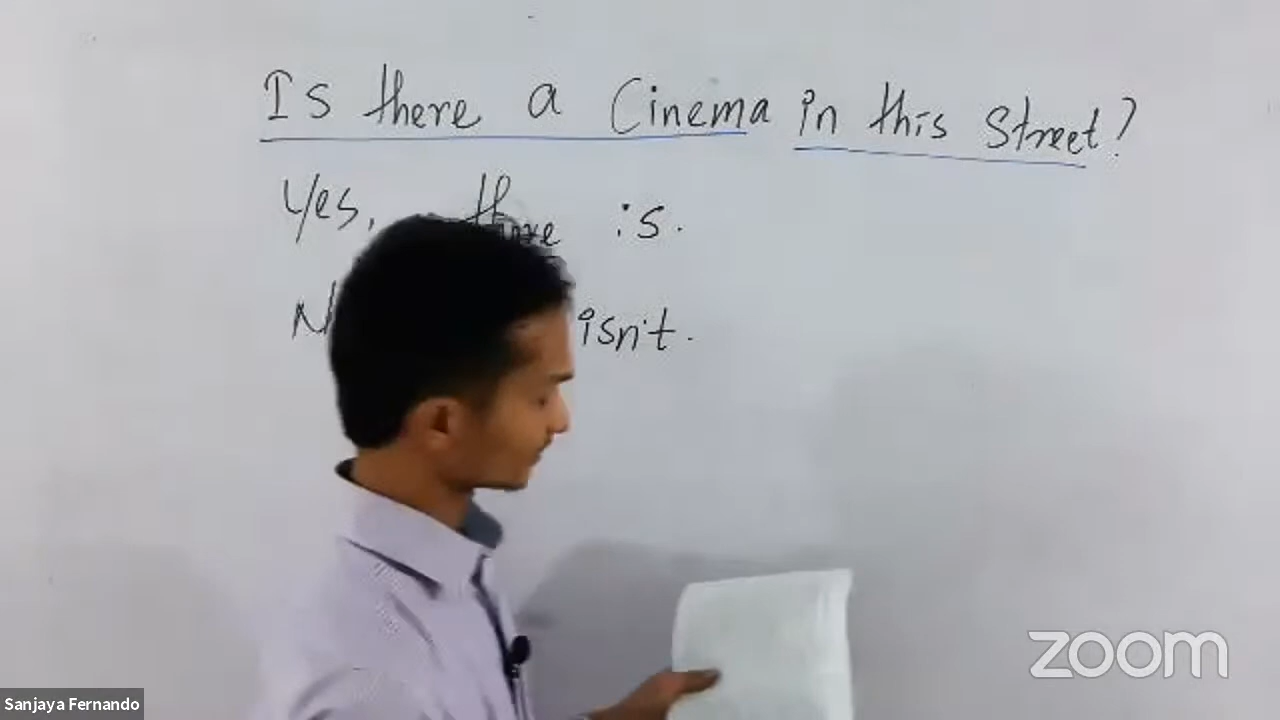 Is there a Cinema in this Street?
Yes, there is.
isn't.
zoom
Sanjaya Fernando